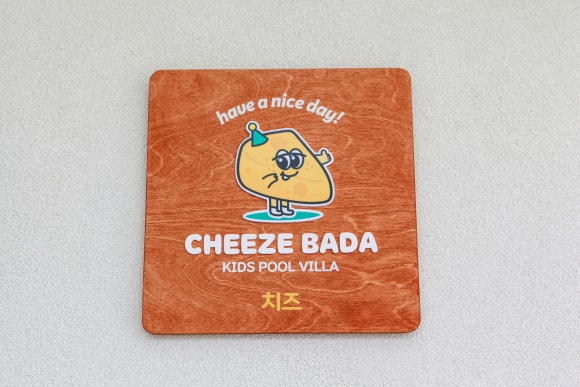 have a nice day!
CHEEZE BADA
KIDS POOL VILLA
치즈